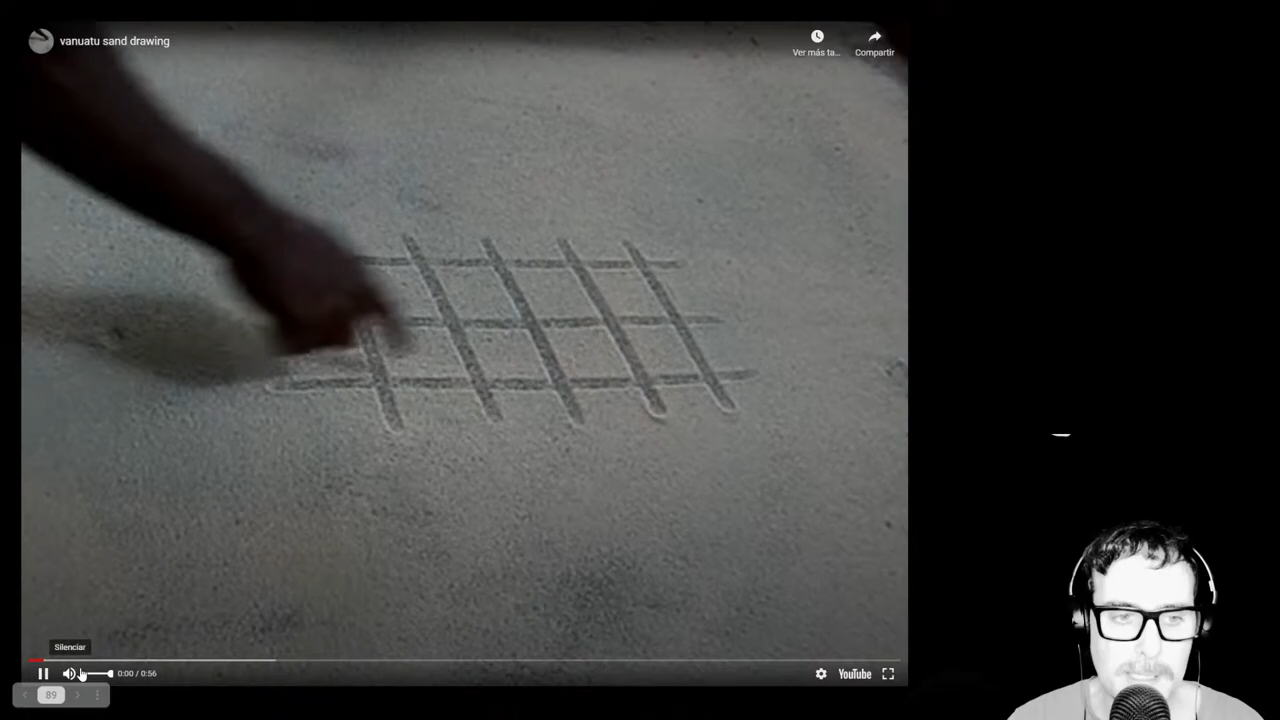 vanuatu sand drawing
Ver más ta...
Compartir
Silenciar
0:00 / 0:56
YouTube
89